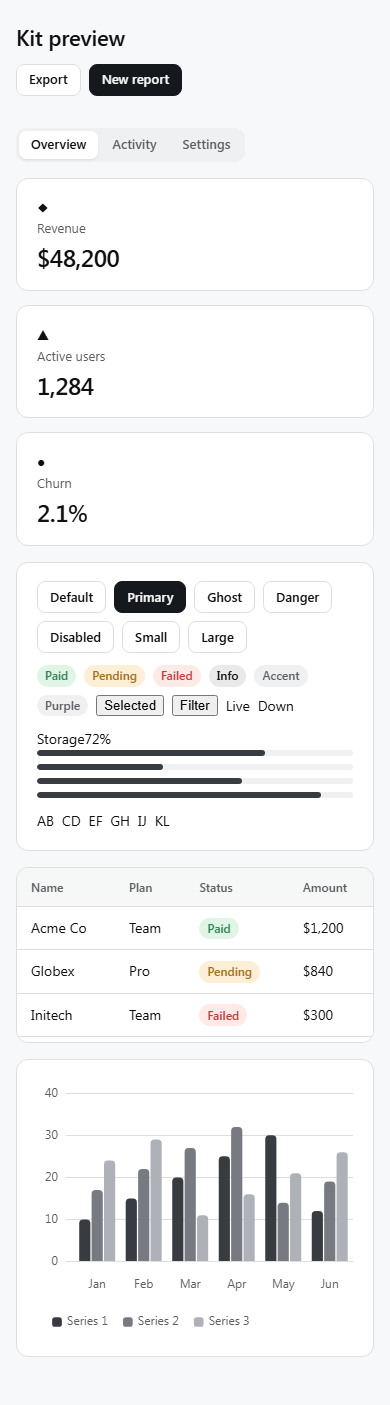 Kit preview
Export New report
Overview Activity Settings
Revenue
$48,200
Active users
1,284
Churn
2.1%
Default Primary Ghost Danger
Disabled Small Large
Paid Pending Failed Info Accent
Purple Selected Filter Live Down
Storage72%
AB CD EF GH IJ KL
Name Plan Status Amount
Acme Co Team Paid $1,200
Globex Pro Pending $840
Initech Team Failed $300
40
30
20
10
0
Jan Feb Mar Apr May Jun
Series 1 Series 2 Series 3